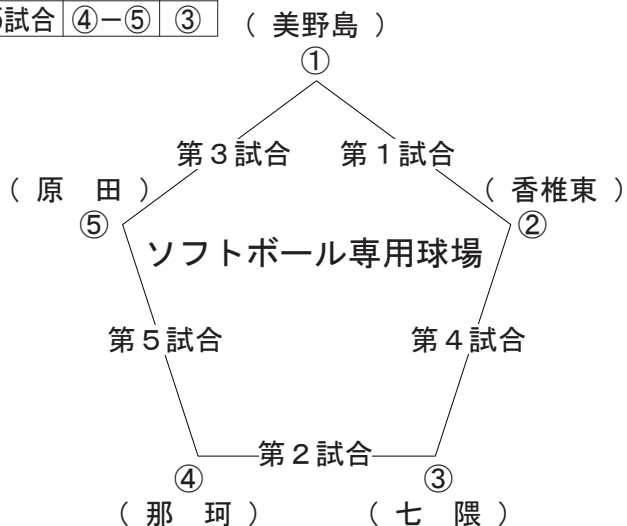 試合 ④－⑤ ③
（ 美野島 ）
①
第３試合 第１試合
（ 原　田 ） （ 香椎東 ）
⑤ ②
ソフトボール専用球場
第５試合 第４試合
第２試合
④ ③
（ 那　珂 ） （ 七　隈 ）